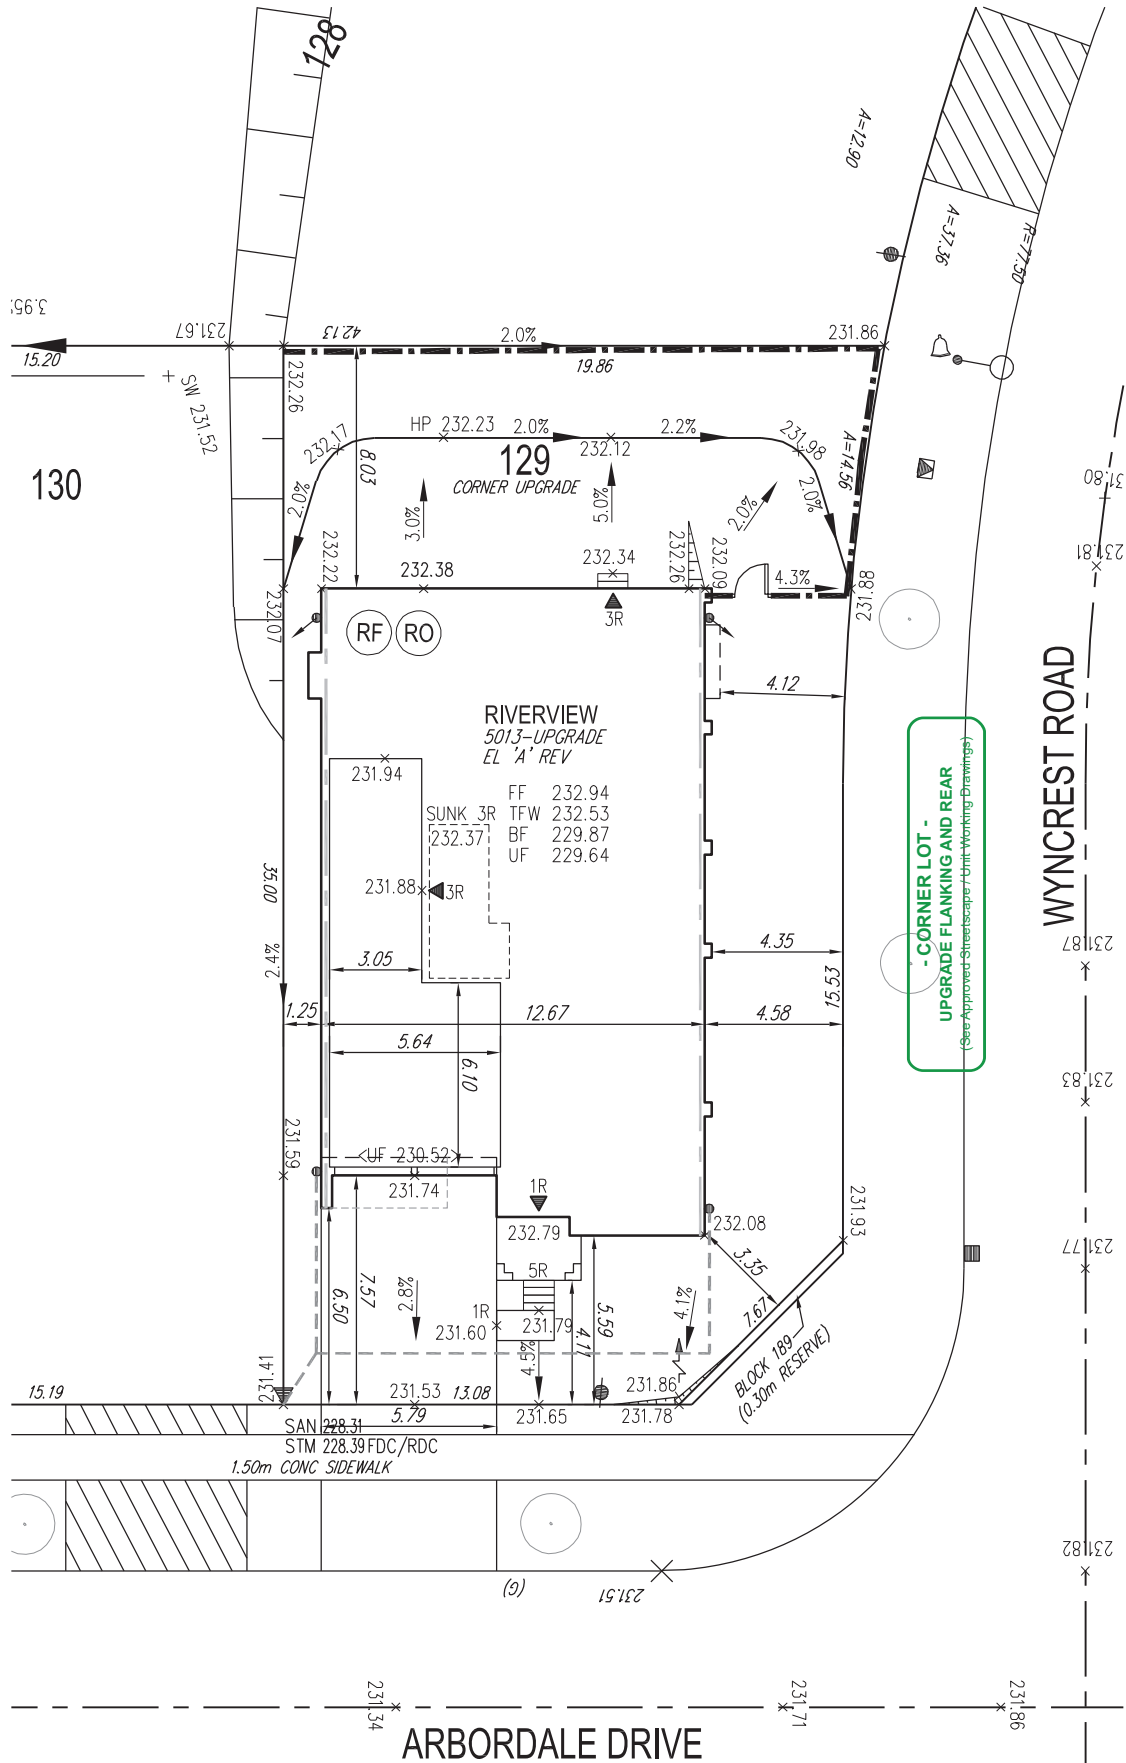 128
A=12.90
A=37.36
R=77.50
3.95%
231.67
42.13
2.0%
231.86
15.20
19.86
SW 231.52
232.26
232.17
HP 232.23
2.0%
2.2%
232.12
231.98
A=14.56
130
129
CORNER UPGRADE
8.03
2.0%
3.0%
5.0%
2.0%
2.0%
31.80
231.81
232.22
232.38
232.34
232.26
232.09
4.3%
231.88
232.07
RF
RO
3R
4.12
RIVERVIEW
5013-UPGRADE
EL 'A' REV
FF 232.94
TFW 232.53
BF 229.87
UF 229.64
231.94
SUNK 3R
232.37
231.88
3R
WYNCREST ROAD
- CORNER LOT -
UPGRADE FLANKING AND REAR
(See Approved Streetscape / Unit Working Drawings)
35.00
2.4%
3.05
4.35
15.53
231.87
1.25
12.67
4.58
5.64
6.10
231.83
231.59
<UF 230.52>
231.74
1R
232.79
232.08
231.93
231.77
5R
3.35
7.67
6.50
7.57
2.8%
1R
231.60
231.79
4.5%
4.11
5.59
4.1%
BLOCK 189
(0.30m RESERVE)
231.41
15.19
231.53
13.08
231.65
231.86
231.78
5.79
SAN 228.31
STM 228.39 FDC/RDC
1.50m CONC SIDEWALK
231.82
(G)
231.51
231.34
231.71
231.86
ARBORDALE DRIVE